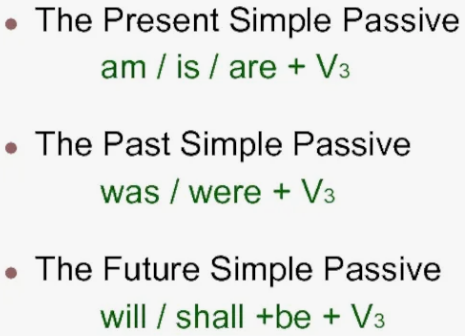 • The Present Simple Passive
am / is / are + V3
• The Past Simple Passive
was / were + V3
• The Future Simple Passive
will / shall +be + V3